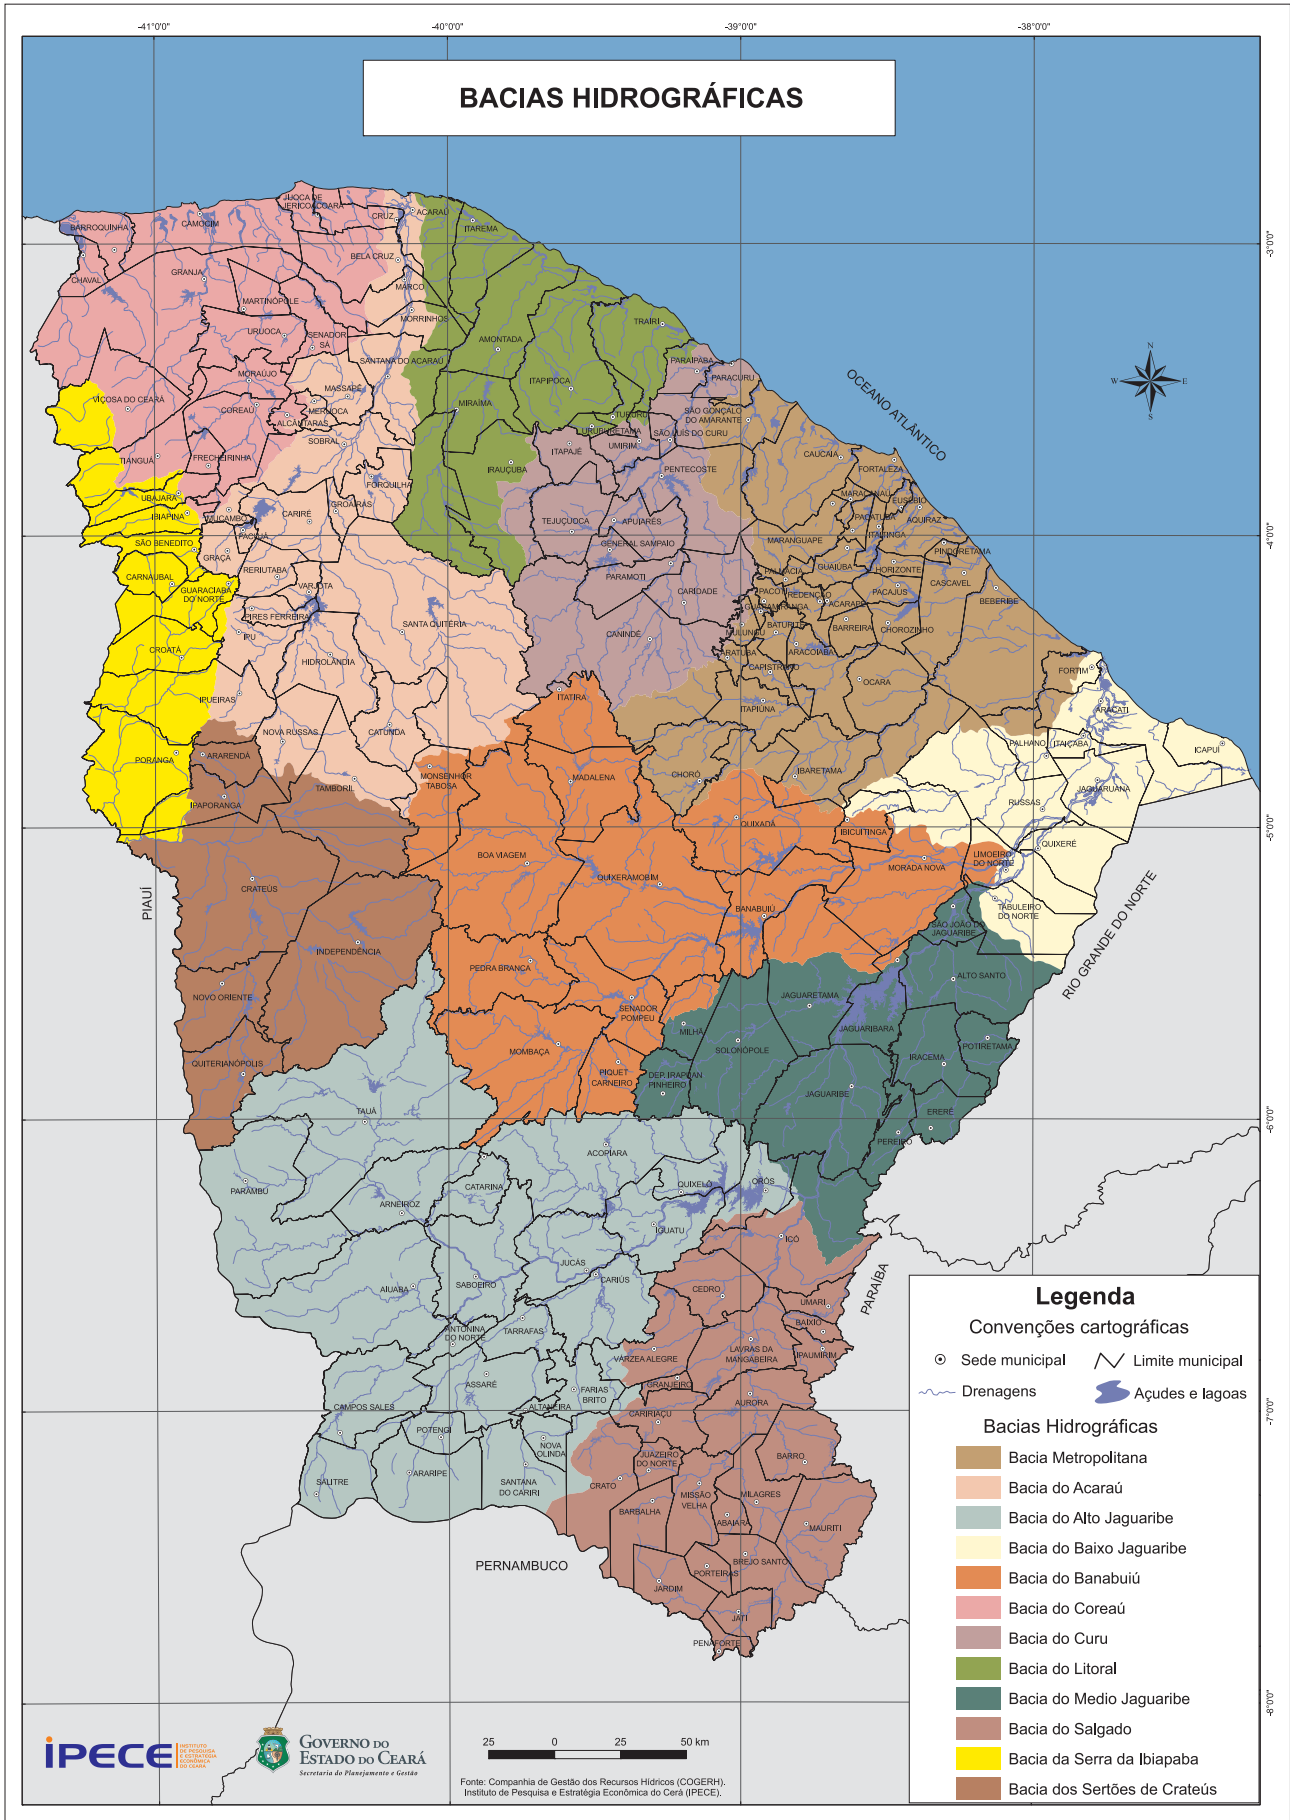 -41°0'0"
-40°0'0"
-39°0'0"
-38°0'0"
BACIAS HIDROGRÁFICAS
JIJOCA DE
JERICOACOARA
CRUZ
ACARAÚ
CAMOCIM
BARROQUINHA
ITAREMA
-3°0'0"
BELA CRUZ
CHAVAL
GRANJA
MARCO
MARTINÓPOLE
MORRINHOS
TRAIRI
URUOCA
SENADOR
SÁ
AMONTADA
SANTANA DO ACARAÚ
PARAIPABA
MORAÚJO
ITAPIPOCA
PARACURU
OCEANO ATLÂNTICO
N
W
E
S
VIÇOSA DO CEARÁ
MASSAPÊ
MIRAÍMA
COREAÚ
MERUOCA
SÃO GONÇALO
DO AMARANTE
ALCÂNTARAS
TURURU
URUBURETAMA
SÃO LUÍS DO CURU
SOBRAL
UMIRIM
ITAPAJÉ
CAUCAIA
TIANGUÁ
FRECHEIRINHA
IRAUÇUBA
PENTECOSTE
FORTALEZA
FORQUILHA
UBAJARA
MARACANAÚ
EUSÉBIO
GROAÍRAS
IBIAPINA
MUCAMBO
CARIRÉ
TEJUÇUOCA
APUIARÉS
PACATUBA
AQUIRAZ
PACUJÁ
ITAITINGA
-4°0'0"
SÃO BENEDITO
GENERAL SAMPAIO
MARANGUAPE
PINDORETAMA
GRAÇA
GUAIÚBA
HORIZONTE
RERIUTABA
PALMÁCIA
CARNAUBAL
PARAMOTI
CASCAVEL
VARJOTA
GUARACIABA
DO NORTE
CARIDADE
PACOTI
REDENÇÃO
PACAJUS
BEBERIBE
GUARAMIRANGA
ACARAPE
PIRES FERREIRA
SANTA QUITÉRIA
BARREIRA
CHOROZINHO
IPU
CANINDÉ
MULUNGU
BATURITÉ
CROATÁ
ARATUBA
ARACOIABA
HIDROLÂNDIA
CAPISTRANO
FORTIM
OCARA
IPUEIRAS
ITATIRA
ITAPIÚNA
ARACATI
NOVA RUSSAS
CATUNDA
PALHANO
ITAIÇABA
ICAPUÍ
PORANGA
ARARENDÁ
MONSENHOR
TABOSA
MADALENA
CHORÓ
IBARETAMA
TAMBORIL
JAGUARUANA
IPAPORANGA
RUSSAS
QUIXADÁ
IBICUITINGA
-5°0'0"
QUIXERÉ
BOA VIAGEM
LIMOEIRO
DO NORTE
CRATEÚS
QUIXERAMOBIM
MORADA NOVA
PIAUÍ
BANABUIÚ
TABULEIRO
DO NORTE
RIO GRANDE DO NORTE
SÃO JOÃO DO
JAGUARIBE
INDEPENDÊNCIA
PEDRA BRANCA
ALTO SANTO
NOVO ORIENTE
JAGUARETAMA
SENADOR
POMPEU
MILHÃ
JAGUARIBARA
POTIRETAMA
SOLONÓPOLE
IRACEMA
MOMBAÇA
QUITERIANÓPOLIS
PIQUET
CARNEIRO
DEP. IRAPUAN
PINHEIRO
JAGUARIBE
TAUÁ
ERERÊ
-6°0'0"
PEREIRO
ACOPIARA
PARAMBU
CATARINA
QUIXELÔ
ORÓS
ARNEIROZ
IGUATU
ICÓ
JUCÁS
AIUABA
SABOEIRO
CARIÚS
CEDRO
PARAÍBA
UMARI
ANTONINA
DO NORTE
TARRAFAS
BAIXIO
LAVRAS DA
MANGABEIRA
IPAUMIRIM
VÁRZEA ALEGRE
ASSARÉ
GRANJEIRO
FARIAS
BRITO
CAMPOS SALES
ALTANEIRA
CARIRIAÇU
AURORA
-7°0'0"
POTENGI
NOVA
OLINDA
JUAZEIRO
DO NORTE
BARRO
SALITRE
ARARIPE
SANTANA
DO CARIRI
CRATO
MISSÃO
VELHA
MILAGRES
BARBALHA
ABAIARA
MAURITI
PERNAMBUCO
BREJO SANTO
PORTEIRAS
JARDIM
JATI
PENAFORTE
-8°0'0"
Legenda
Convenções cartográficas
Sede municipal
Limite municipal
Drenagens
Açudes e lagoas
Bacias Hidrográficas
Bacia Metropolitana
Bacia do Acaraú
Bacia do Alto Jaguaribe
Bacia do Baixo Jaguaribe
Bacia do Banabuiú
Bacia do Coreaú
Bacia do Curu
Bacia do Litoral
Bacia do Medio Jaguaribe
Bacia do Salgado
Bacia da Serra da Ibiapaba
Bacia dos Sertões de Crateús
IPECE
INSTITUTO
DE PESQUISA
E ESTRATÉGIA
ECONÔMICA
DO CEARÁ
GOVERNO DO
ESTADO DO CEARÁ
Secretaria do Planejamento e Gestão
25 0 25 50 km
Fonte: Companhia de Gestão dos Recursos Hídricos (COGERH).
Instituto de Pesquisa e Estratégia Econômica do Cerá (IPECE).